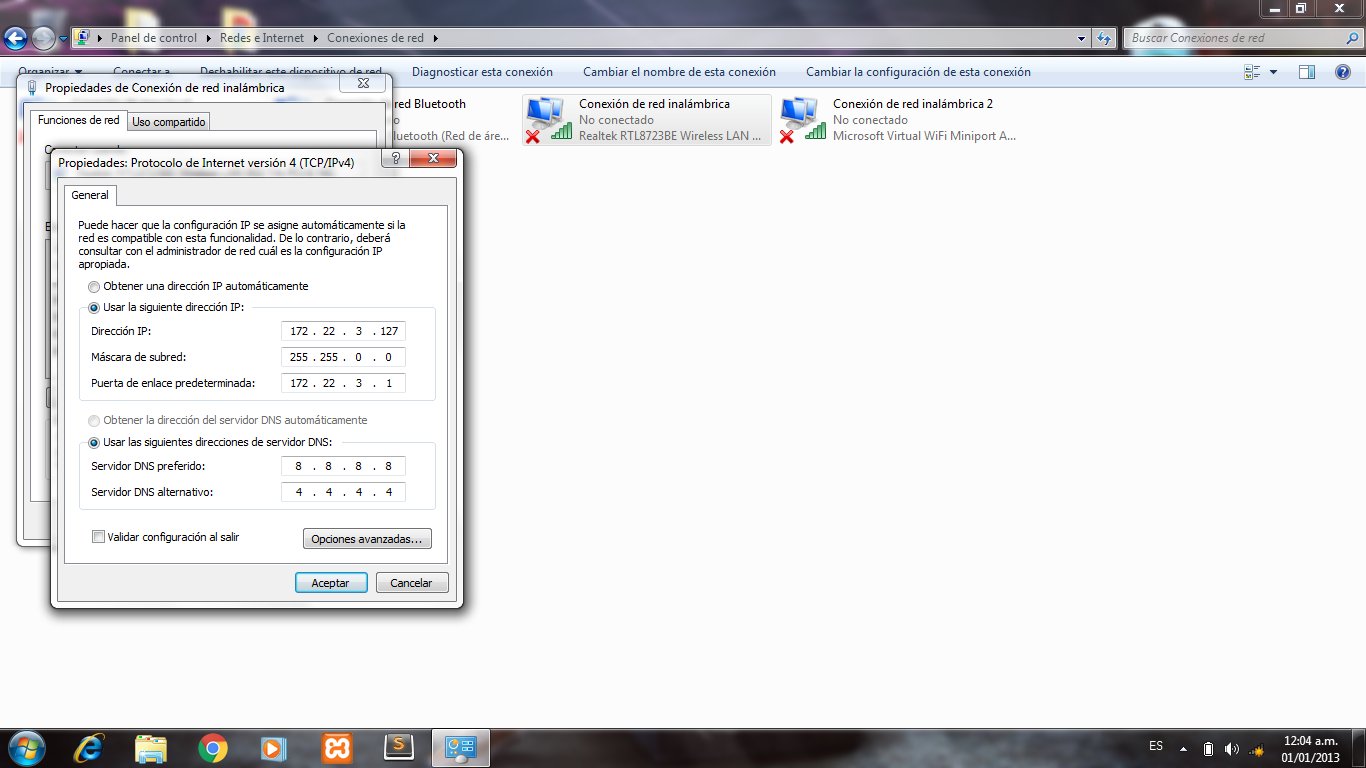 Panel de control
Redes e Internet
Conexiones de red
Buscar Conexiones de red
Organizar
Conectar a
Deshabilitar este dispositivo de red
Diagnosticar esta conexión
Cambiar el nombre de esta conexión
Cambiar la configuración de esta conexión
red Bluetooth
luetooth (Red de áre...
Conexión de red inalámbrica
No conectado
Realtek RTL8723BE Wireless LAN ...
Conexión de red inalámbrica 2
No conectado
Microsoft Virtual WiFi Miniport A...
Propiedades de Conexión de red inalámbrica
Funciones de red
Uso compartido
Propiedades: Protocolo de Internet versión 4 (TCP/IPv4)
General
Puede hacer que la configuración IP se asigne automáticamente si la
red es compatible con esta funcionalidad. De lo contrario, deberá
consultar con el administrador de red cuál es la configuración IP
apropiada.
Obtener una dirección IP automáticamente
Usar la siguiente dirección IP:
Dirección IP: 172 . 22 . 3 . 127
Máscara de subred: 255 . 255 . 0 . 0
Puerta de enlace predeterminada: 172 . 22 . 3 . 1
Obtener la dirección del servidor DNS automáticamente
Usar las siguientes direcciones de servidor DNS:
Servidor DNS preferido: 8 . 8 . 8 . 8
Servidor DNS alternativo: 4 . 4 . 4 . 4
Validar configuración al salir
Opciones avanzadas...
Aceptar
Cancelar
ES
12:04 a.m.
01/01/2013